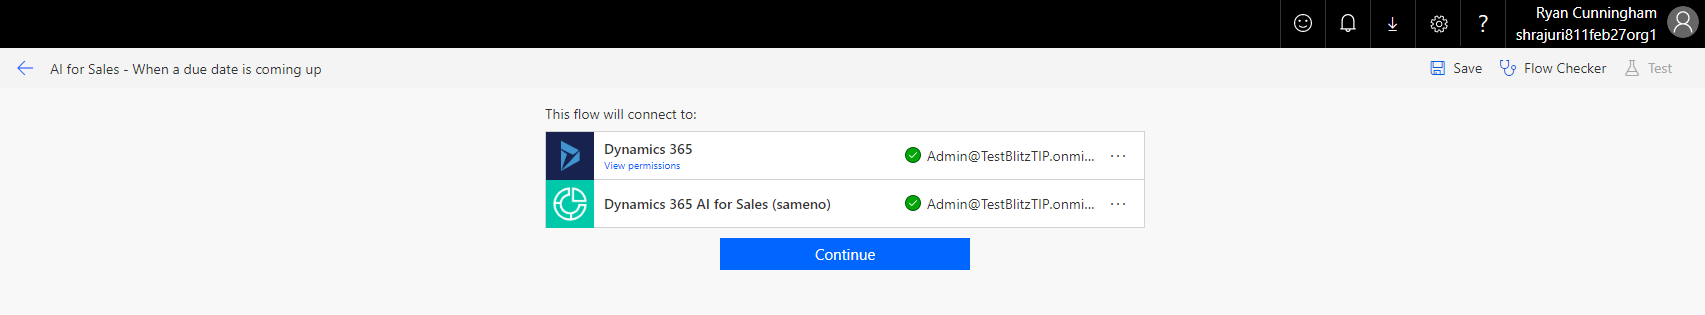 Ryan Cunningham
shrajuri811feb27org1
AI for Sales - When a due date is coming up
Save
Flow Checker
Test
This flow will connect to:
Dynamics 365
View permissions
Admin@TestBlitzTIP.onmi...
Dynamics 365 AI for Sales (sameno)
Admin@TestBlitzTIP.onmi...
Continue